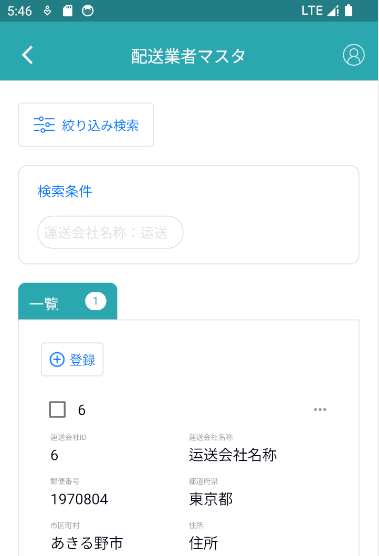 5:46 LTE
配送業者マスタ
絞り込み検索
検索条件
運送会社名称：运送
一覧 1
登録
6
運送会社ID 運送会社名称
6 运送会社名称
郵便番号 都道府県
1970804 東京都
市区町村 住所
あきる野市 住所